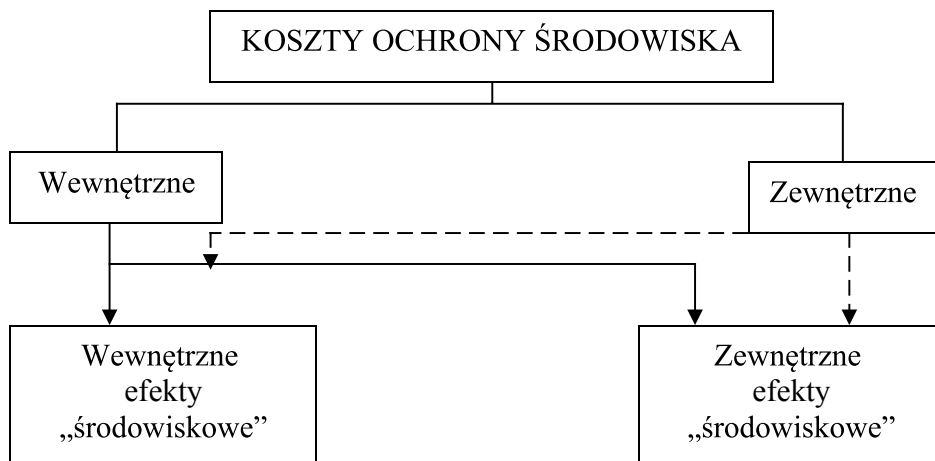 KOSZTY OCHRONY ŚRODOWISKA
Wewnętrzne
Zewnętrzne
Wewnętrzne
efekty
„środowiskowe”
Zewnętrzne
efekty
„środowiskowe”